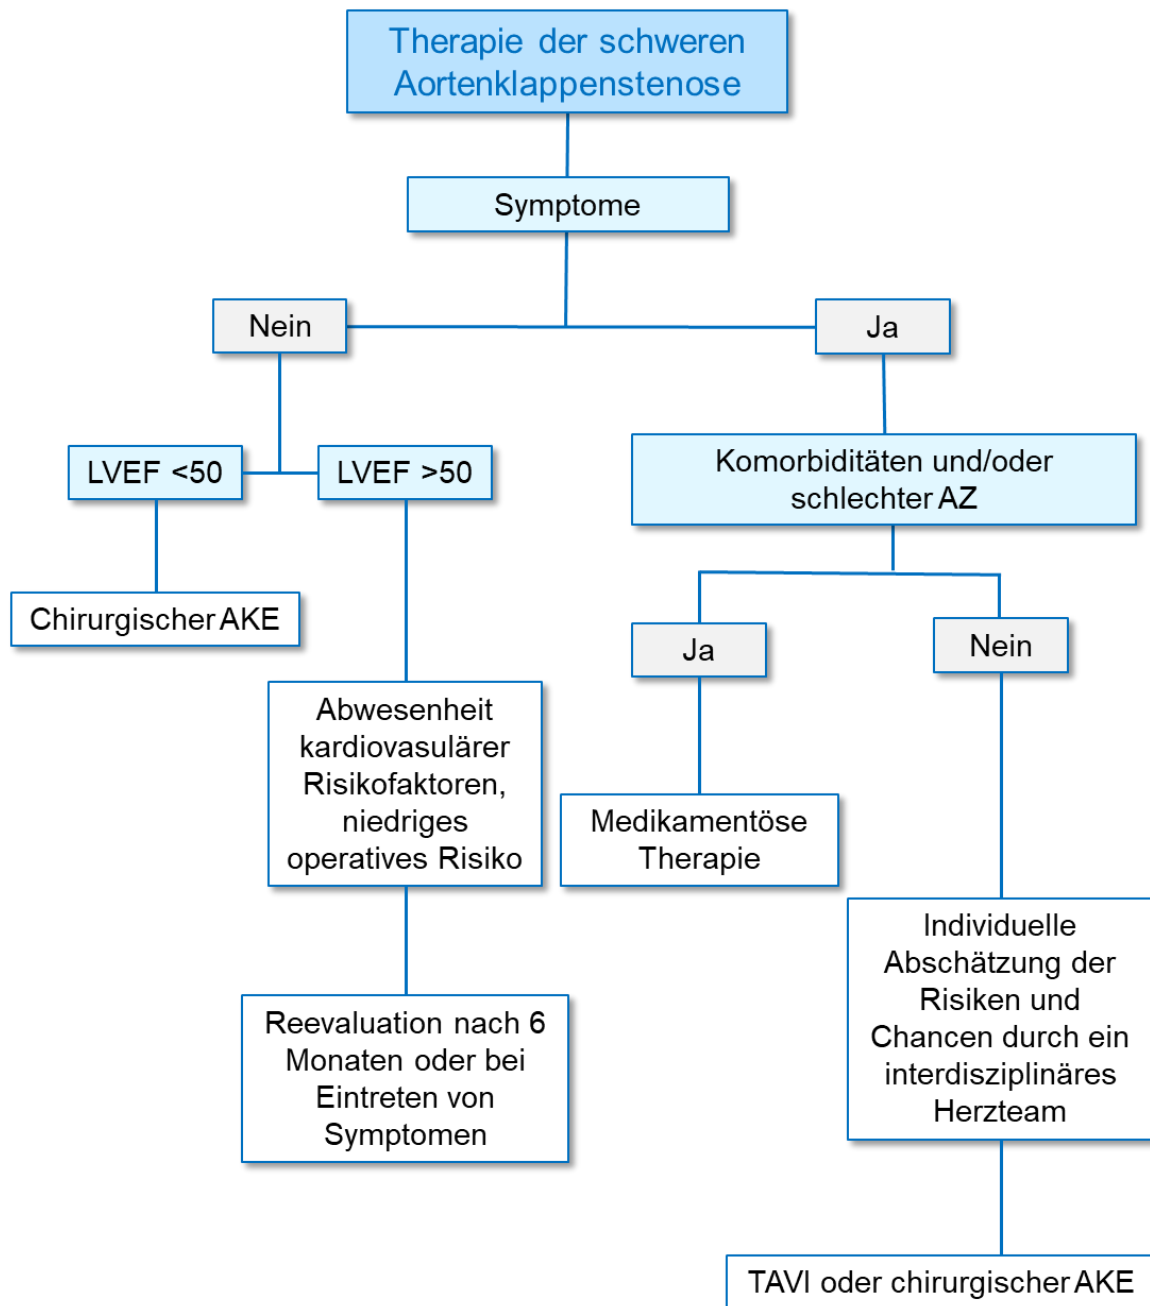 Therapie der schweren
Aortenklappenstenose
Symptome
Nein
Ja
LVEF <50
LVEF >50
Komorbiditäten und/oder
schlechter AZ
Chirurgischer AKE
Ja
Nein
Abwesenheit
kardiovasulärer
Risikofaktoren,
niedriges
operatives Risiko
Medikamentöse
Therapie
Individuelle
Abschätzung der
Risiken und
Chancen durch ein
interdisziplinäres
Herzteam
Reevaluation nach 6
Monaten oder bei
Eintreten von
Symptomen
TAVI oder chirurgischer AKE